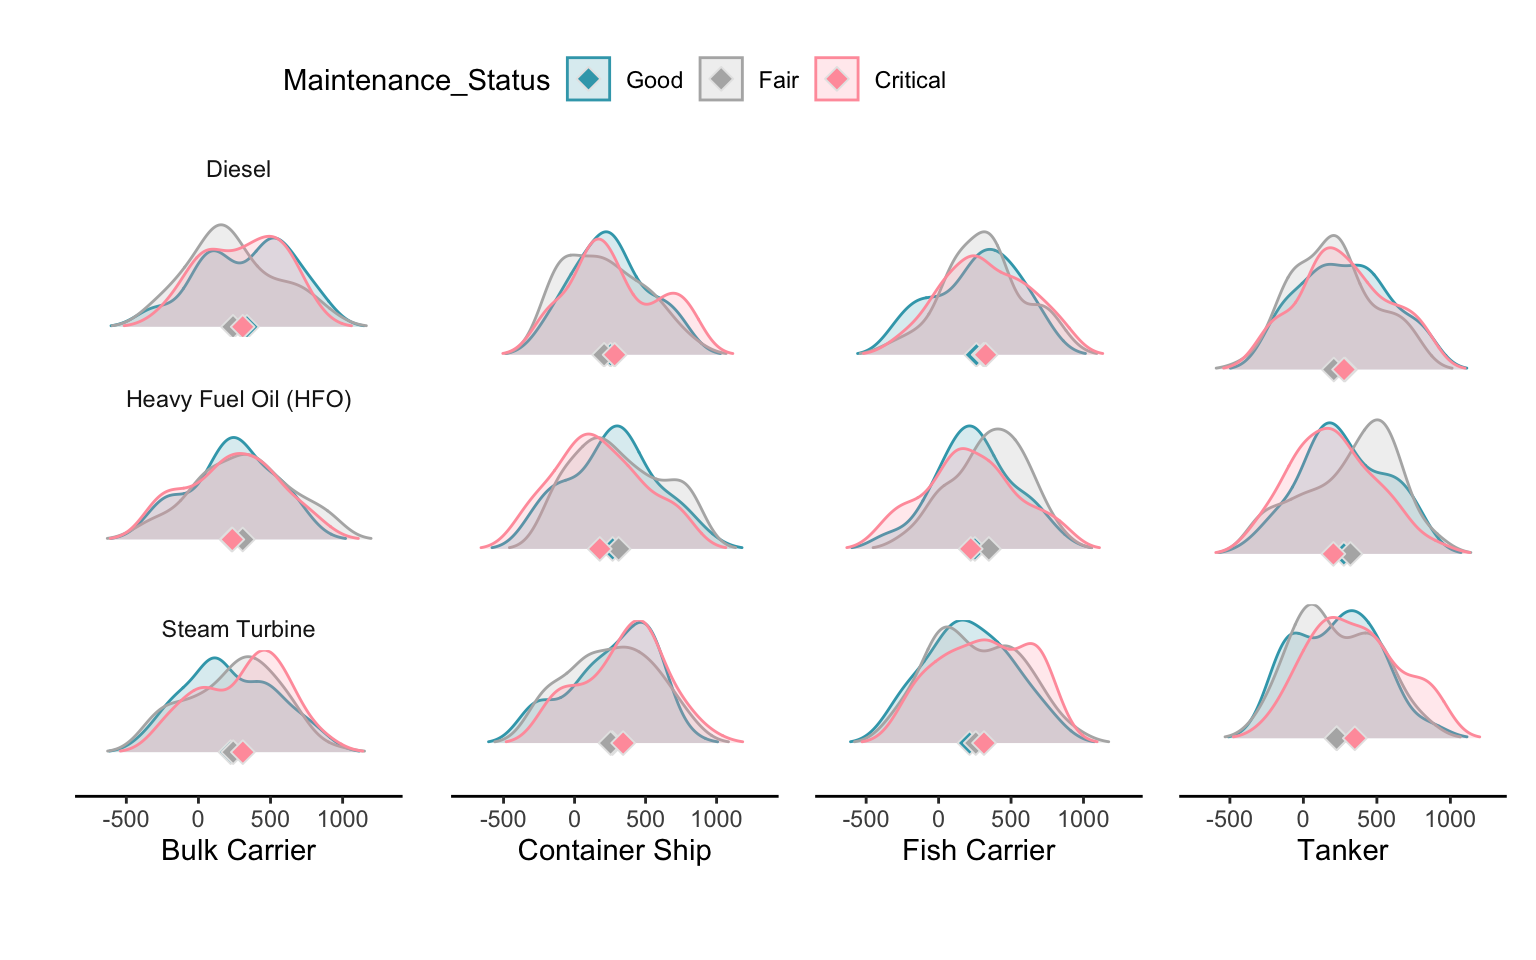 Maintenance_Status Good Fair Critical
Diesel
Heavy Fuel Oil (HFO)
Steam Turbine
-500 0 500 1000 -500 0 500 1000 -500 0 500 1000 -500 0 500 1000
Bulk Carrier Container Ship Fish Carrier Tanker